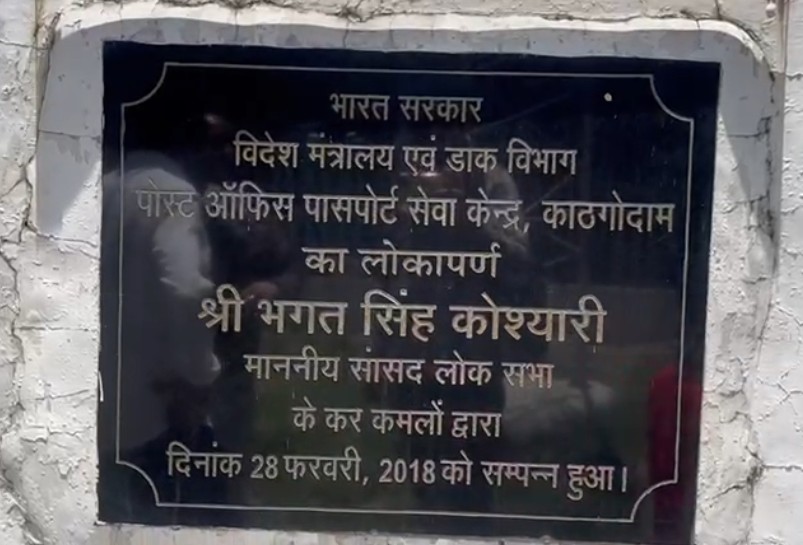 भारत सरकार
विदेश मंत्रालय एवं डाक विभाग
पोस्ट ऑफिस पासपोर्ट सेवा केन्द्र, काठगोदाम
का लोकापर्ण
श्री भगत सिंह कोश्यारी
माननीय सांसद लोक सभा
के कर कमलों द्वारा
दिनांक 28 फरवरी, 2018 को सम्पन्न हुआ।